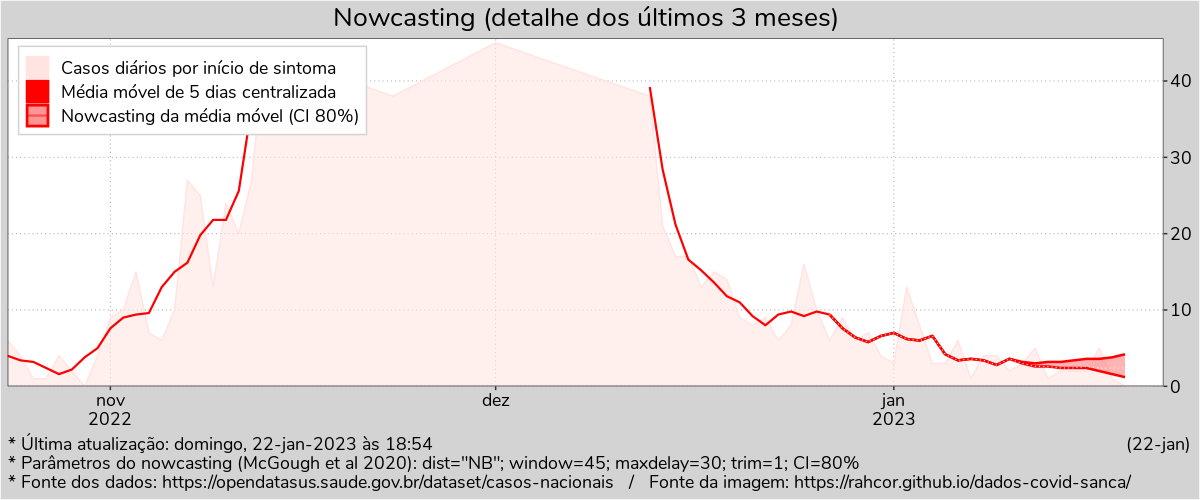 Nowcasting (detalhe dos últimos 3 meses)
Casos diários por início de sintoma
Média móvel de 5 dias centralizada
Nowcasting da média móvel (CI 80%)
40
30
20
10
0
nov
2022
dez
jan
2023
* Última atualização: domingo, 22-jan-2023 às 18:54
(22-jan)
* Parâmetros do nowcasting (McGough et al 2020): dist="NB"; window=45; maxdelay=30; trim=1; CI=80%
* Fonte dos dados: https://opendatasus.saude.gov.br/dataset/casos-nacionais / Fonte da imagem: https://rahcor.github.io/dados-covid-sanca/